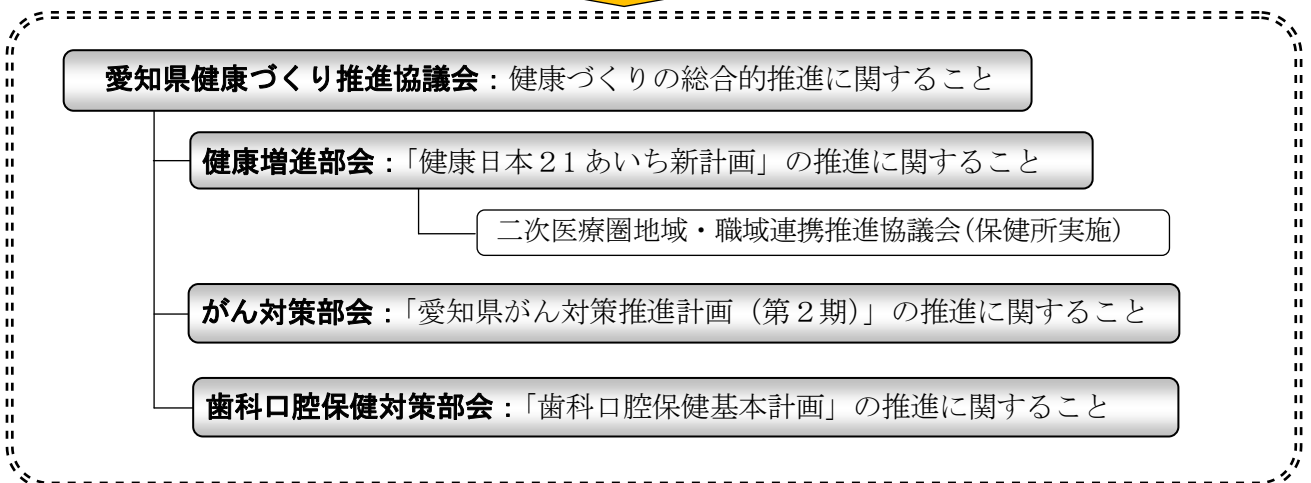 愛知県健康づくり推進協議会:健康づくりの総合的推進に関すること
健康増進部会:「健康日本21あいち新計画」の推進に関すること
二次医療圏地域・職域連携推進協議会(保健所実施)
がん対策部会:「愛知県がん対策推進計画(第2期)」の推進に関すること
歯科口腔保健対策部会:「歯科口腔保健基本計画」の推進に関すること